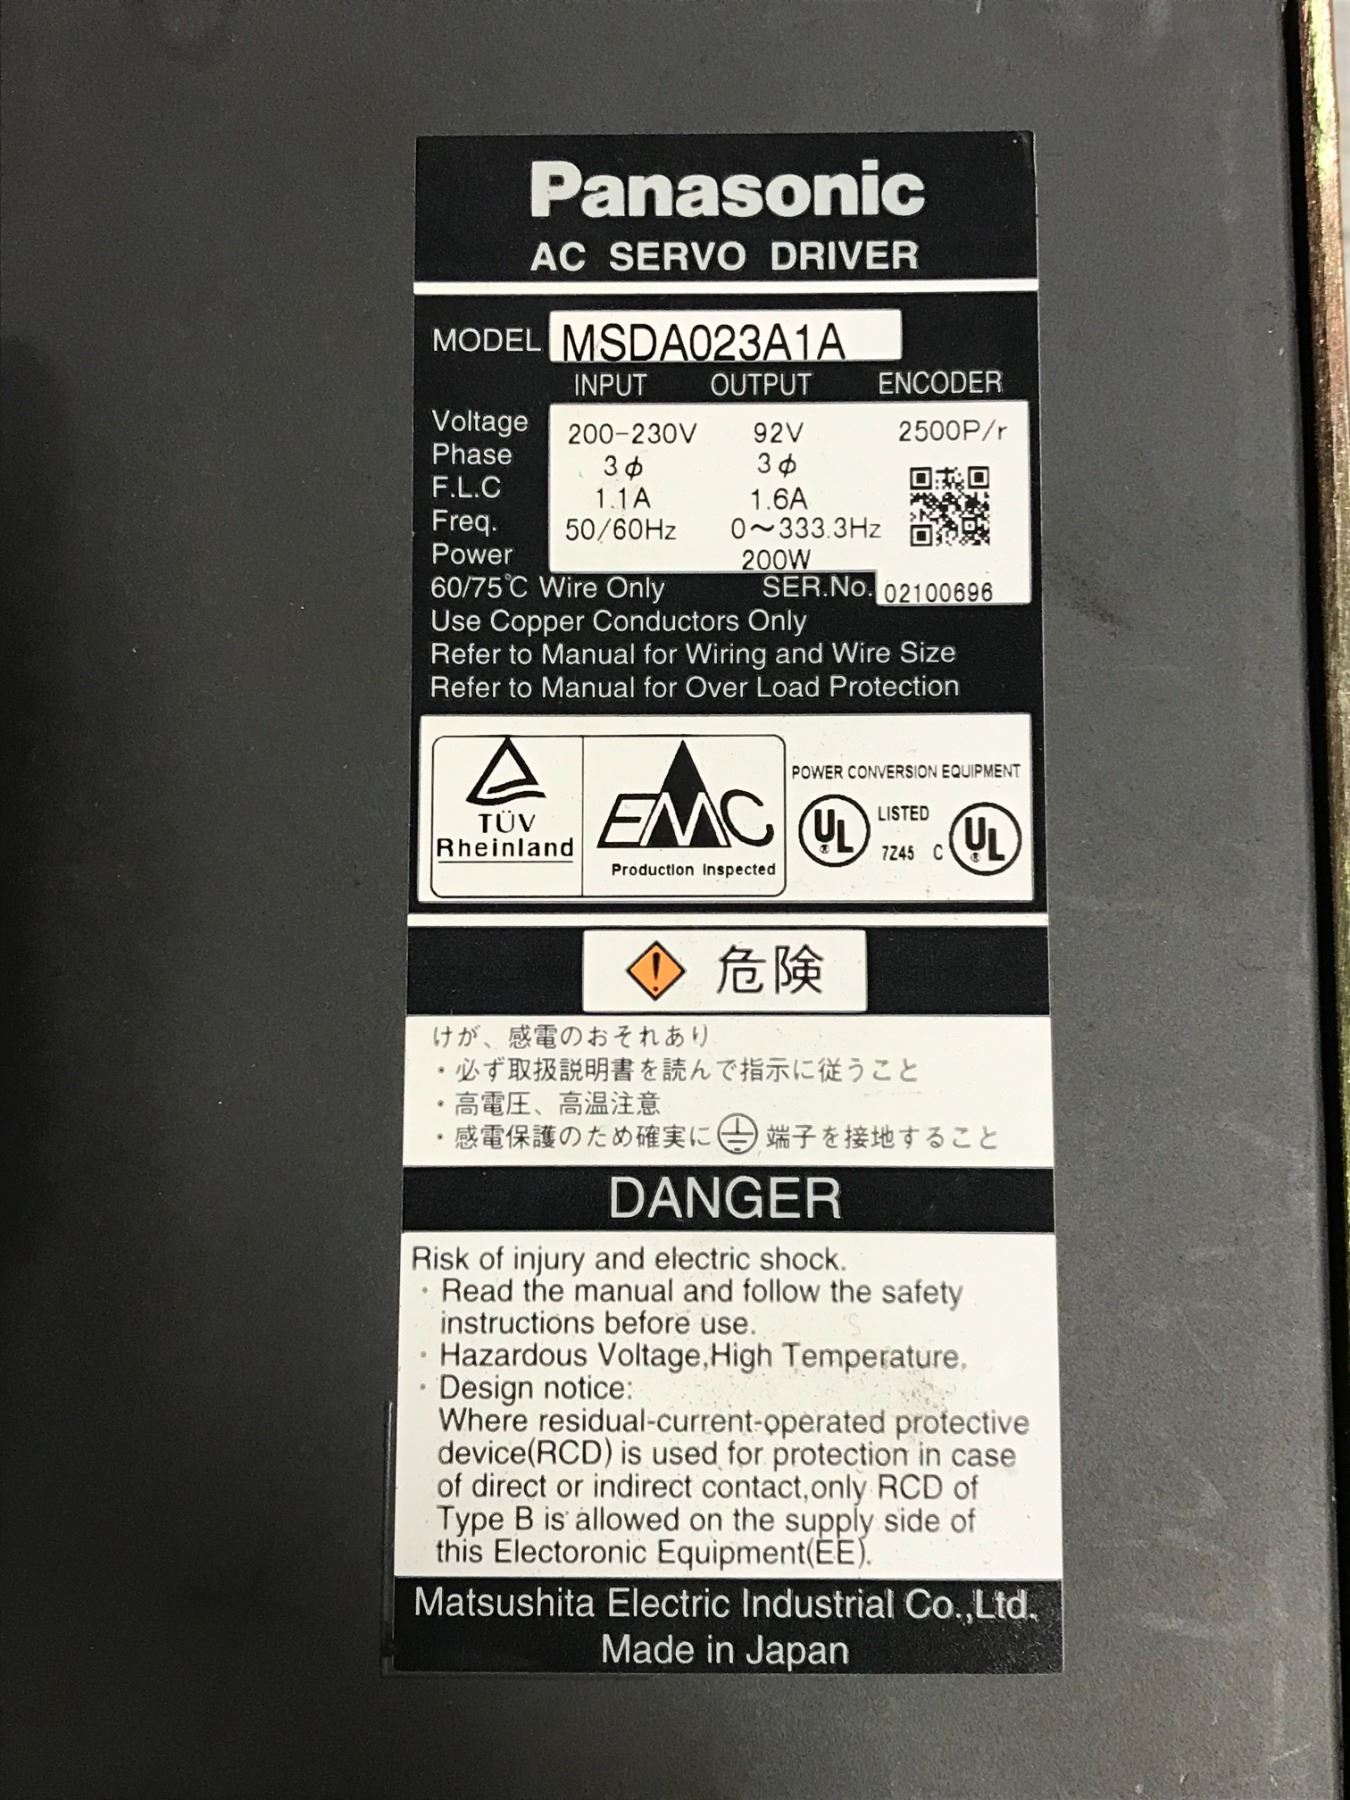 Panasonic
AC SERVO DRIVER
MODEL MSDA023A1A
INPUT OUTPUT ENCODER
Voltage 200-230V 92V 2500P/r
Phase 3ϕ 3ϕ
F.L.C 1.1A 1.6A
Freq. 50/60Hz 0～333.3Hz
Power 200W
60/75℃ Wire Only SER.No. 02100696
Use Copper Conductors Only
Refer to Manual for Wiring and Wire Size
Refer to Manual for Over Load Protection
TÜV
Rheinland
EMC
Production Inspected
POWER CONVERSION EQUIPMENT
UL ® LISTED 7Z45 C UL ®
危険
けが、感電のおそれあり
・必ず取扱説明書を読んで指示に従うこと
・高電圧、高温注意
・感電保護のため確実に端子を接地すること
DANGER
Risk of injury and electric shock.
・Read the manual and follow the safety
instructions before use.
・Hazardous Voltage,High Temperature.
・Design notice:
Where residual-current-operated protective
device(RCD) is used for protection in case
of direct or indirect contact,only RCD of
Type B is allowed on the supply side of
this Electoronic Equipment(EE).
Matsushita Electric Industrial Co.,Ltd.
Made in Japan